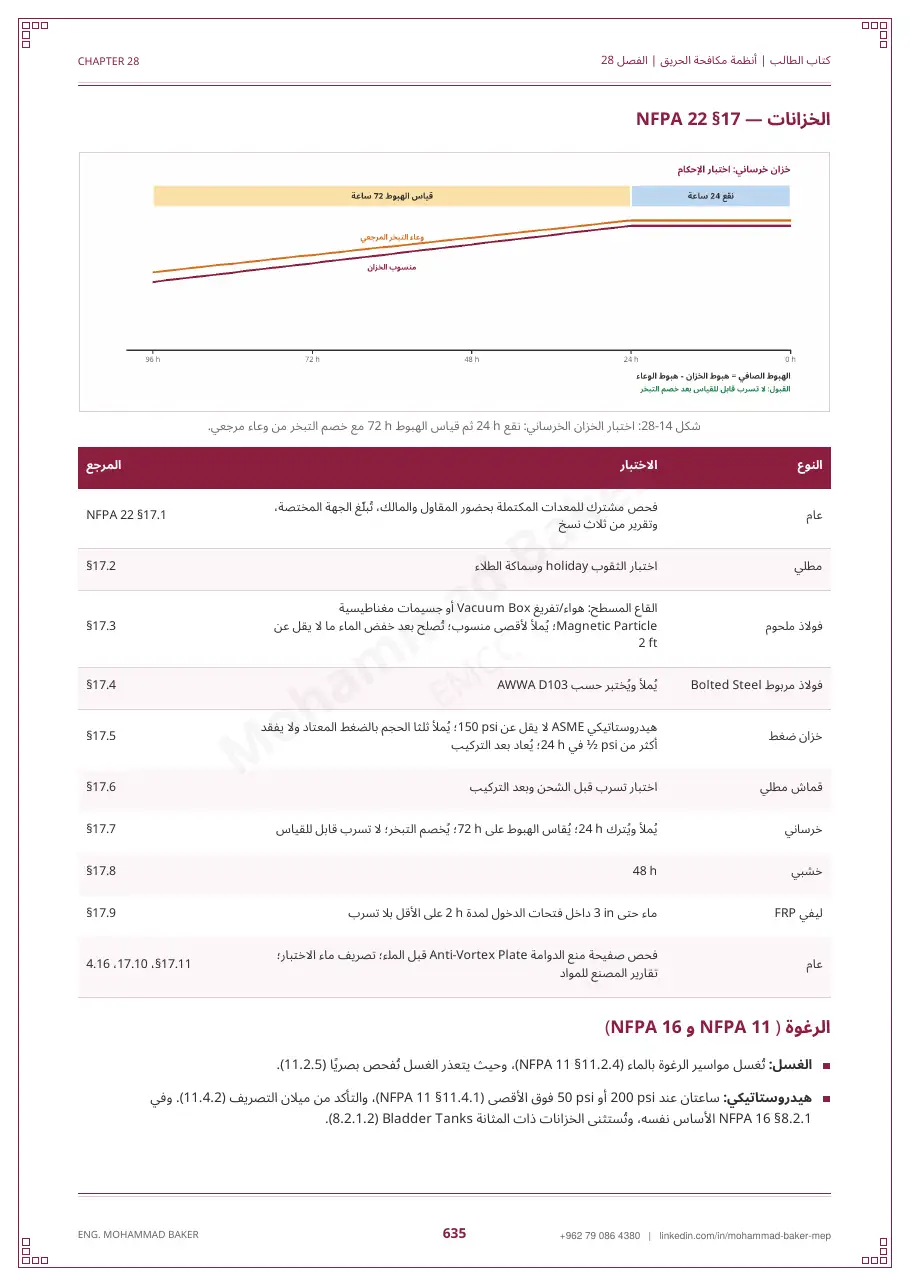 كتاب الطالب | أنظمة مكافحة الحريق | الفصل 28
CHAPTER 28
الخزانات — NFPA 22 §17
خزان خرساني: اختبار الإحكام
نقع 24 ساعة
قياس الهبوط 72 ساعة
وعاء التبخر المرجعي
منسوب الخزان
0 h
24 h
48 h
72 h
96 h
الهبوط الصافي = هبوط الخزان - هبوط الوعاء
القبول: لا تسرب قابل للقياس بعد خصم التبخر
شكل 14-28: اختبار الخزان الخرساني: نقع 24 h ثم قياس الهبوط 72 h مع خصم التبخر من وعاء مرجعي.
النوع الاختبار المرجع
عام فحص مشترك للمعدات المكتملة بحضور المقاول والمالك، تُبلّغ الجهة المختصة، NFPA 22 §17.1
وتقرير من ثلاث نسخ
مطلي اختبار الثقوب holiday وسماكة الطلاء §17.2
القاع المسطح: هواء/تفريغ Vacuum Box أو جسيمات مغناطيسية
فولاذ ملحوم Magnetic Particle؛ يُملأ لأقصى منسوب؛ تُصلح بعد خفض الماء ما لا يقل عن §17.3
2 ft
فولاذ مربوط Bolted Steel يُملأ ويُختبر حسب AWWA D103 §17.4
خزان ضغط هيدروستاتيكي ASME لا يقل عن 150 psi؛ يُملأ ثلثا الحجم بالضغط المعتاد ولا يفقد §17.5
أكثر من ½ psi في 24 h؛ يُعاد بعد التركيب
قماش مطلي اختبار تسرب قبل الشحن وبعد التركيب §17.6
خرساني يُملأ ويُترك 24 h؛ يُقاس الهبوط على 72 h؛ يُخصم التبخر؛ لا تسرب قابل للقياس §17.7
خشبي 48 h §17.8
ليفي FRP ماء حتى 3 in داخل فتحات الدخول لمدة 2 h على الأقل بلا تسرب §17.9
عام فحص صفيحة منع الدوامة Anti-Vortex Plate قبل الملء؛ تصريف ماء الاختبار؛ §17.11، 17.10، 4.16
تقارير المصنع للمواد
الرغوة ( NFPA 11 و NFPA 16)
الغسل: تُغسل مواسير الرغوة بالماء (NFPA 11 §11.2.4)، وحيث يتعذر الغسل تُفحص بصريًا (11.2.5).
هيدروستاتيكي: ساعتان عند 200 psi أو 50 psi فوق الأقصى (NFPA 11 §11.4.1)، والتأكد من ميلان التصريف (11.4.2). وفي
NFPA 16 §8.2.1 الأساس نفسه، وتُستثنى الخزانات ذات المثانة Bladder Tanks (8.2.1.2).
Mohammad Baker
EMCC
ENG. MOHAMMAD BAKER
635
+962 79 086 4380 | linkedin.com/in/mohammad-baker-mep